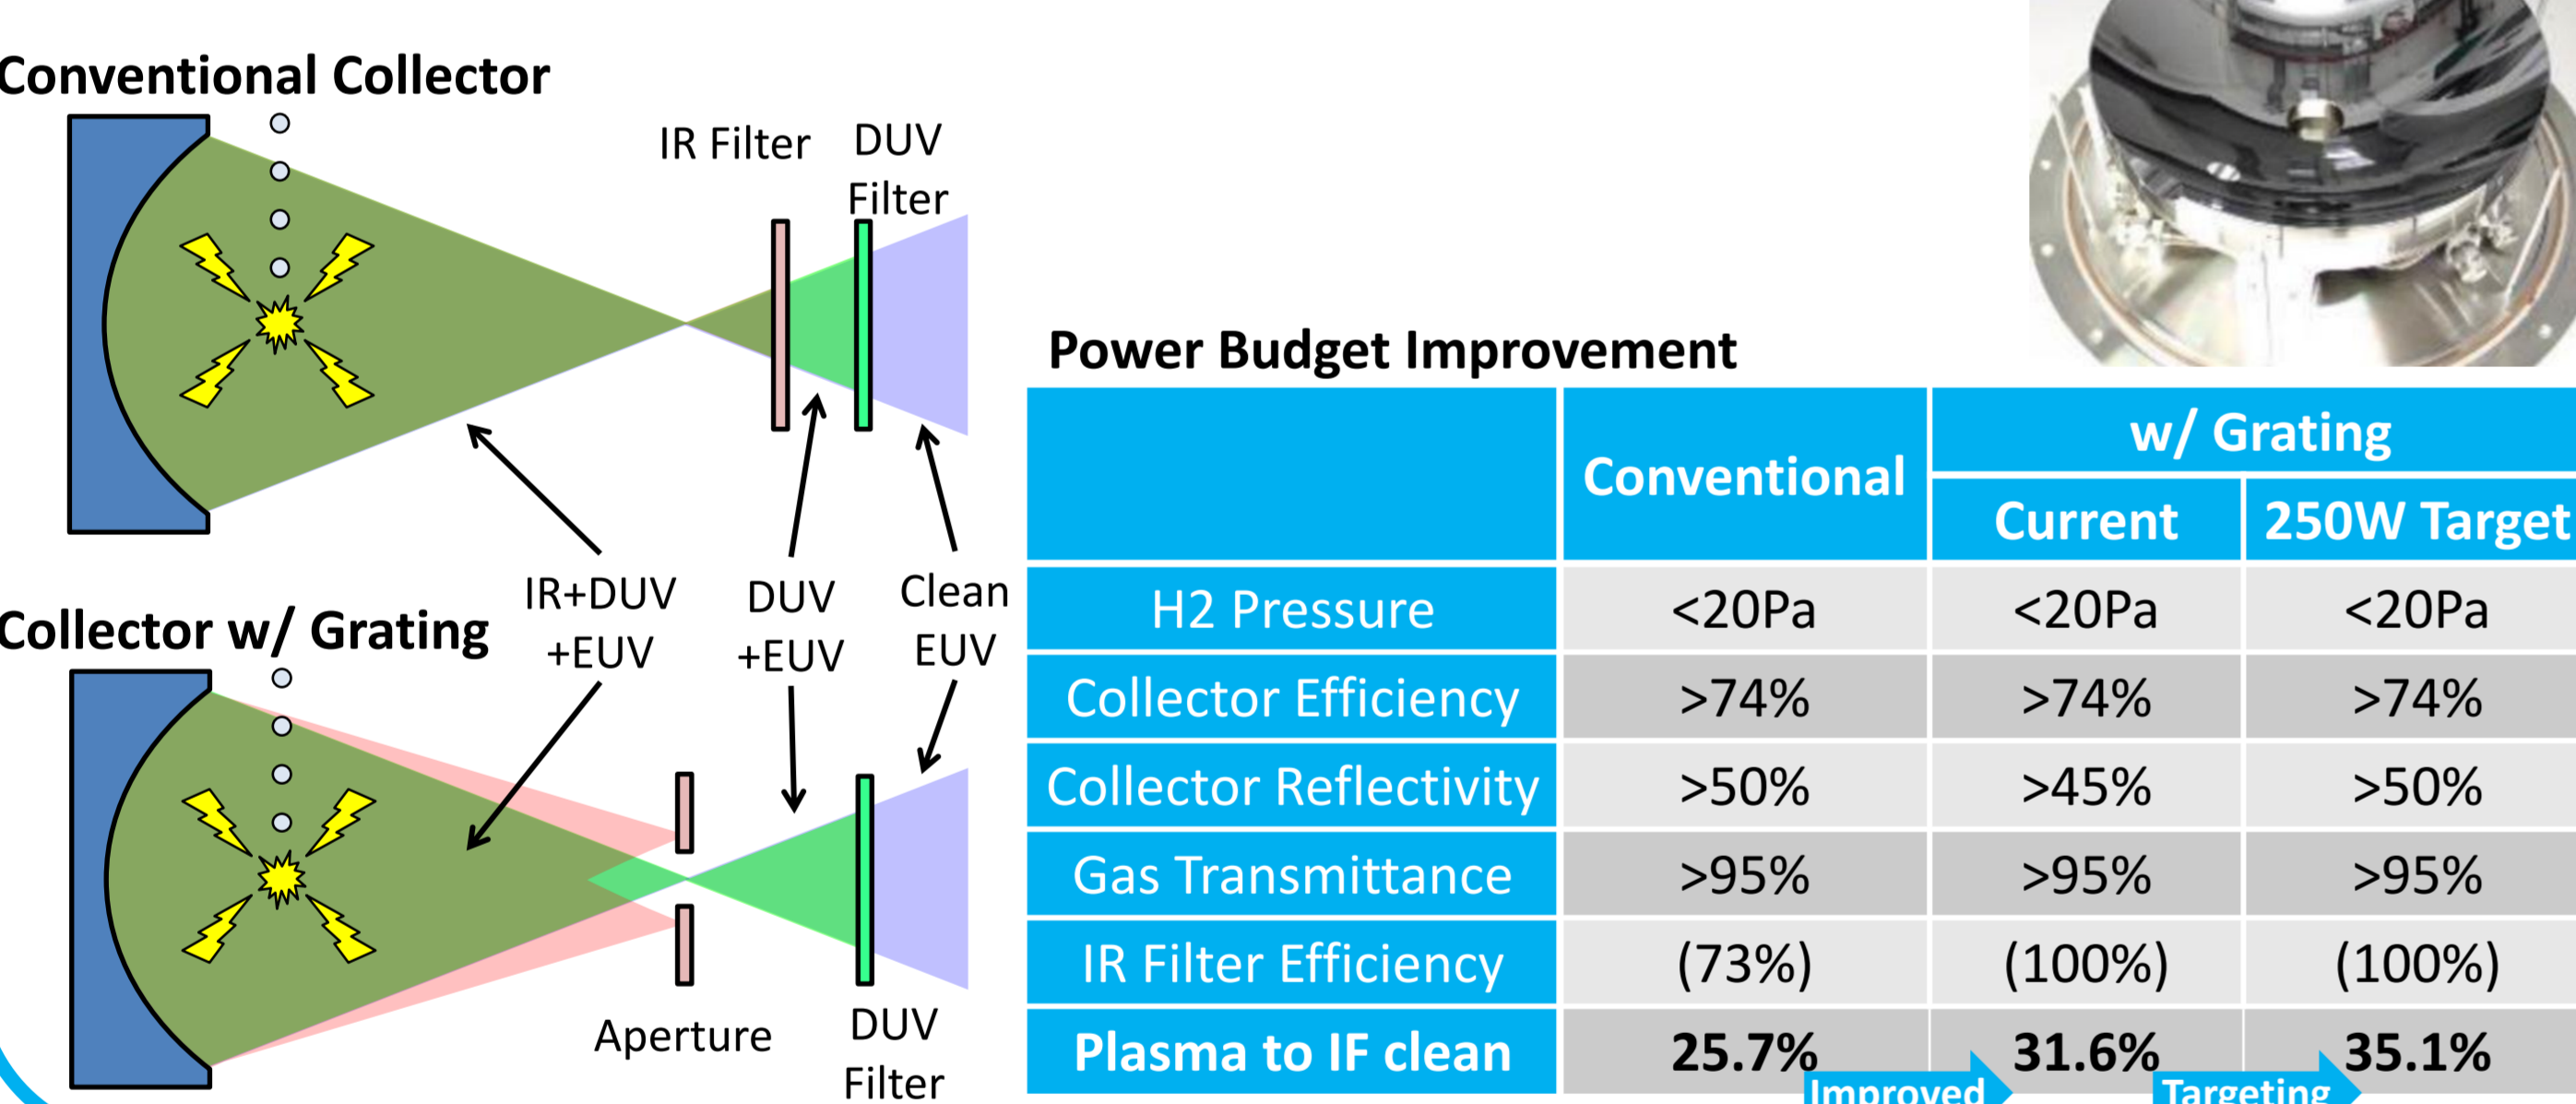 Conventional Collector
IR Filter
DUV
Filter
IR+DUV
+EUV
DUV
+EUV
Clean
EUV
Collector w/ Grating
Aperture
DUV
Filter
Power Budget Improvement
Conventional
w/ Grating
Current
250W Target
H2 Pressure <20Pa <20Pa <20Pa
Collector Efficiency >74% >74% >74%
Collector Reflectivity >50% >45% >50%
Gas Transmittance >95% >95% >95%
IR Filter Efficiency (73%) (100%) (100%)
Plasma to IF clean 25.7% 31.6% 35.1%
Improved
Targeting